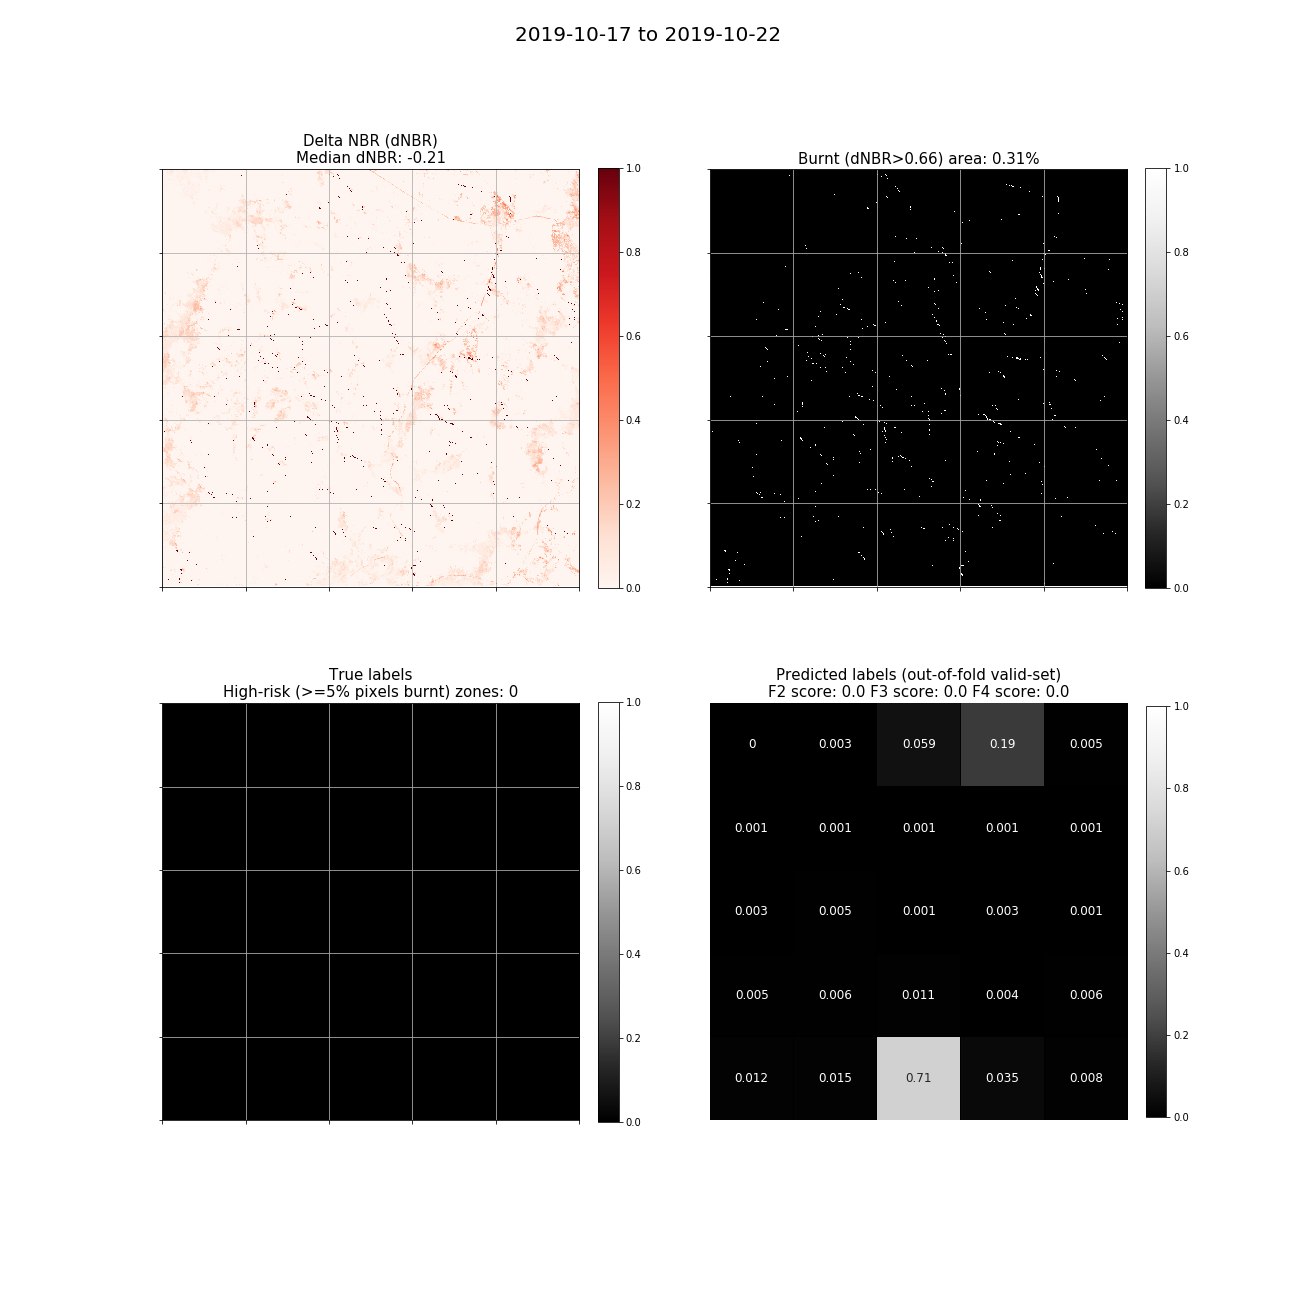 2019-10-17 to 2019-10-22
Delta NBR (dNBR)
Median dNBR: -0.21
1.0
0.8
0.6
0.4
0.2
0.0
Burnt (dNBR>0.66) area: 0.31%
1.0
0.8
0.6
0.4
0.2
0.0
True labels
High-risk (>=5% pixels burnt) zones: 0
1.0
0.8
0.6
0.4
0.2
0.0
Predicted labels (out-of-fold valid-set)
F2 score: 0.0 F3 score: 0.0 F4 score: 0.0
0 0.003 0.059 0.19 0.005
0.001 0.001 0.001 0.001 0.001
0.003 0.005 0.001 0.003 0.001
0.005 0.006 0.011 0.004 0.006
0.012 0.015 0.71 0.035 0.008
1.0
0.8
0.6
0.4
0.2
0.0